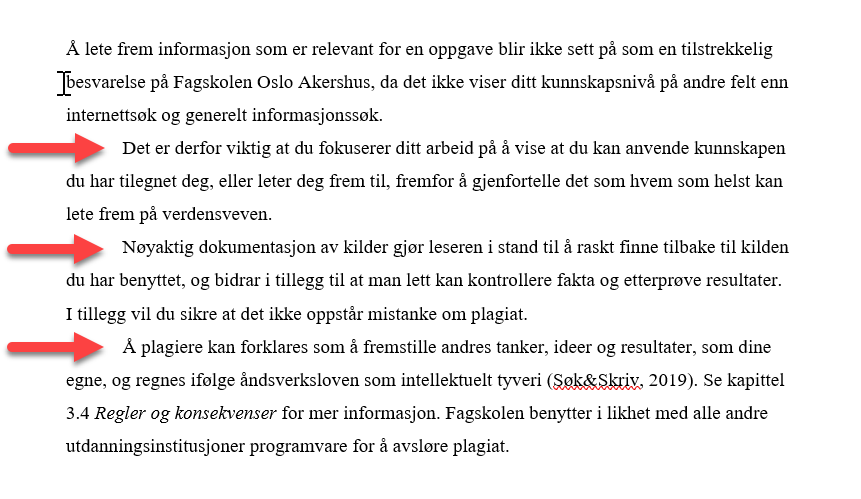 Å lete frem informasjon som er relevant for en oppgave blir ikke sett på som en tilstrekkelig
besvarelse på Fagskolen Oslo Akershus, da det ikke viser ditt kunnskapsnivå på andre felt enn
internettsøk og generelt informasjonssøk.
Det er derfor viktig at du fokuserer ditt arbeid på å vise at du kan anvende kunnskapen
du har tilegnet deg, eller leter deg frem til, fremfor å gjenfortelle det som hvem som helst kan
lete frem på verdensveven.
Nøyaktig dokumentasjon av kilder gjør leseren i stand til å raskt finne tilbake til kilden
du har benyttet, og bidrar i tillegg til at man lett kan kontrollere fakta og etterprøve resultater.
I tillegg vil du sikre at det ikke oppstår mistanke om plagiat.
Å plagiere kan forklares som å fremstille andres tanker, ideer og resultater, som dine
egne, og regnes ifølge åndsverksloven som intellektuelt tyveri (Søk&Skriv, 2019). Se kapittel
3.4 Regler og konsekvenser for mer informasjon. Fagskolen benytter i likhet med alle andre
utdanningsinstitusjoner programvare for å avsløre plagiat.